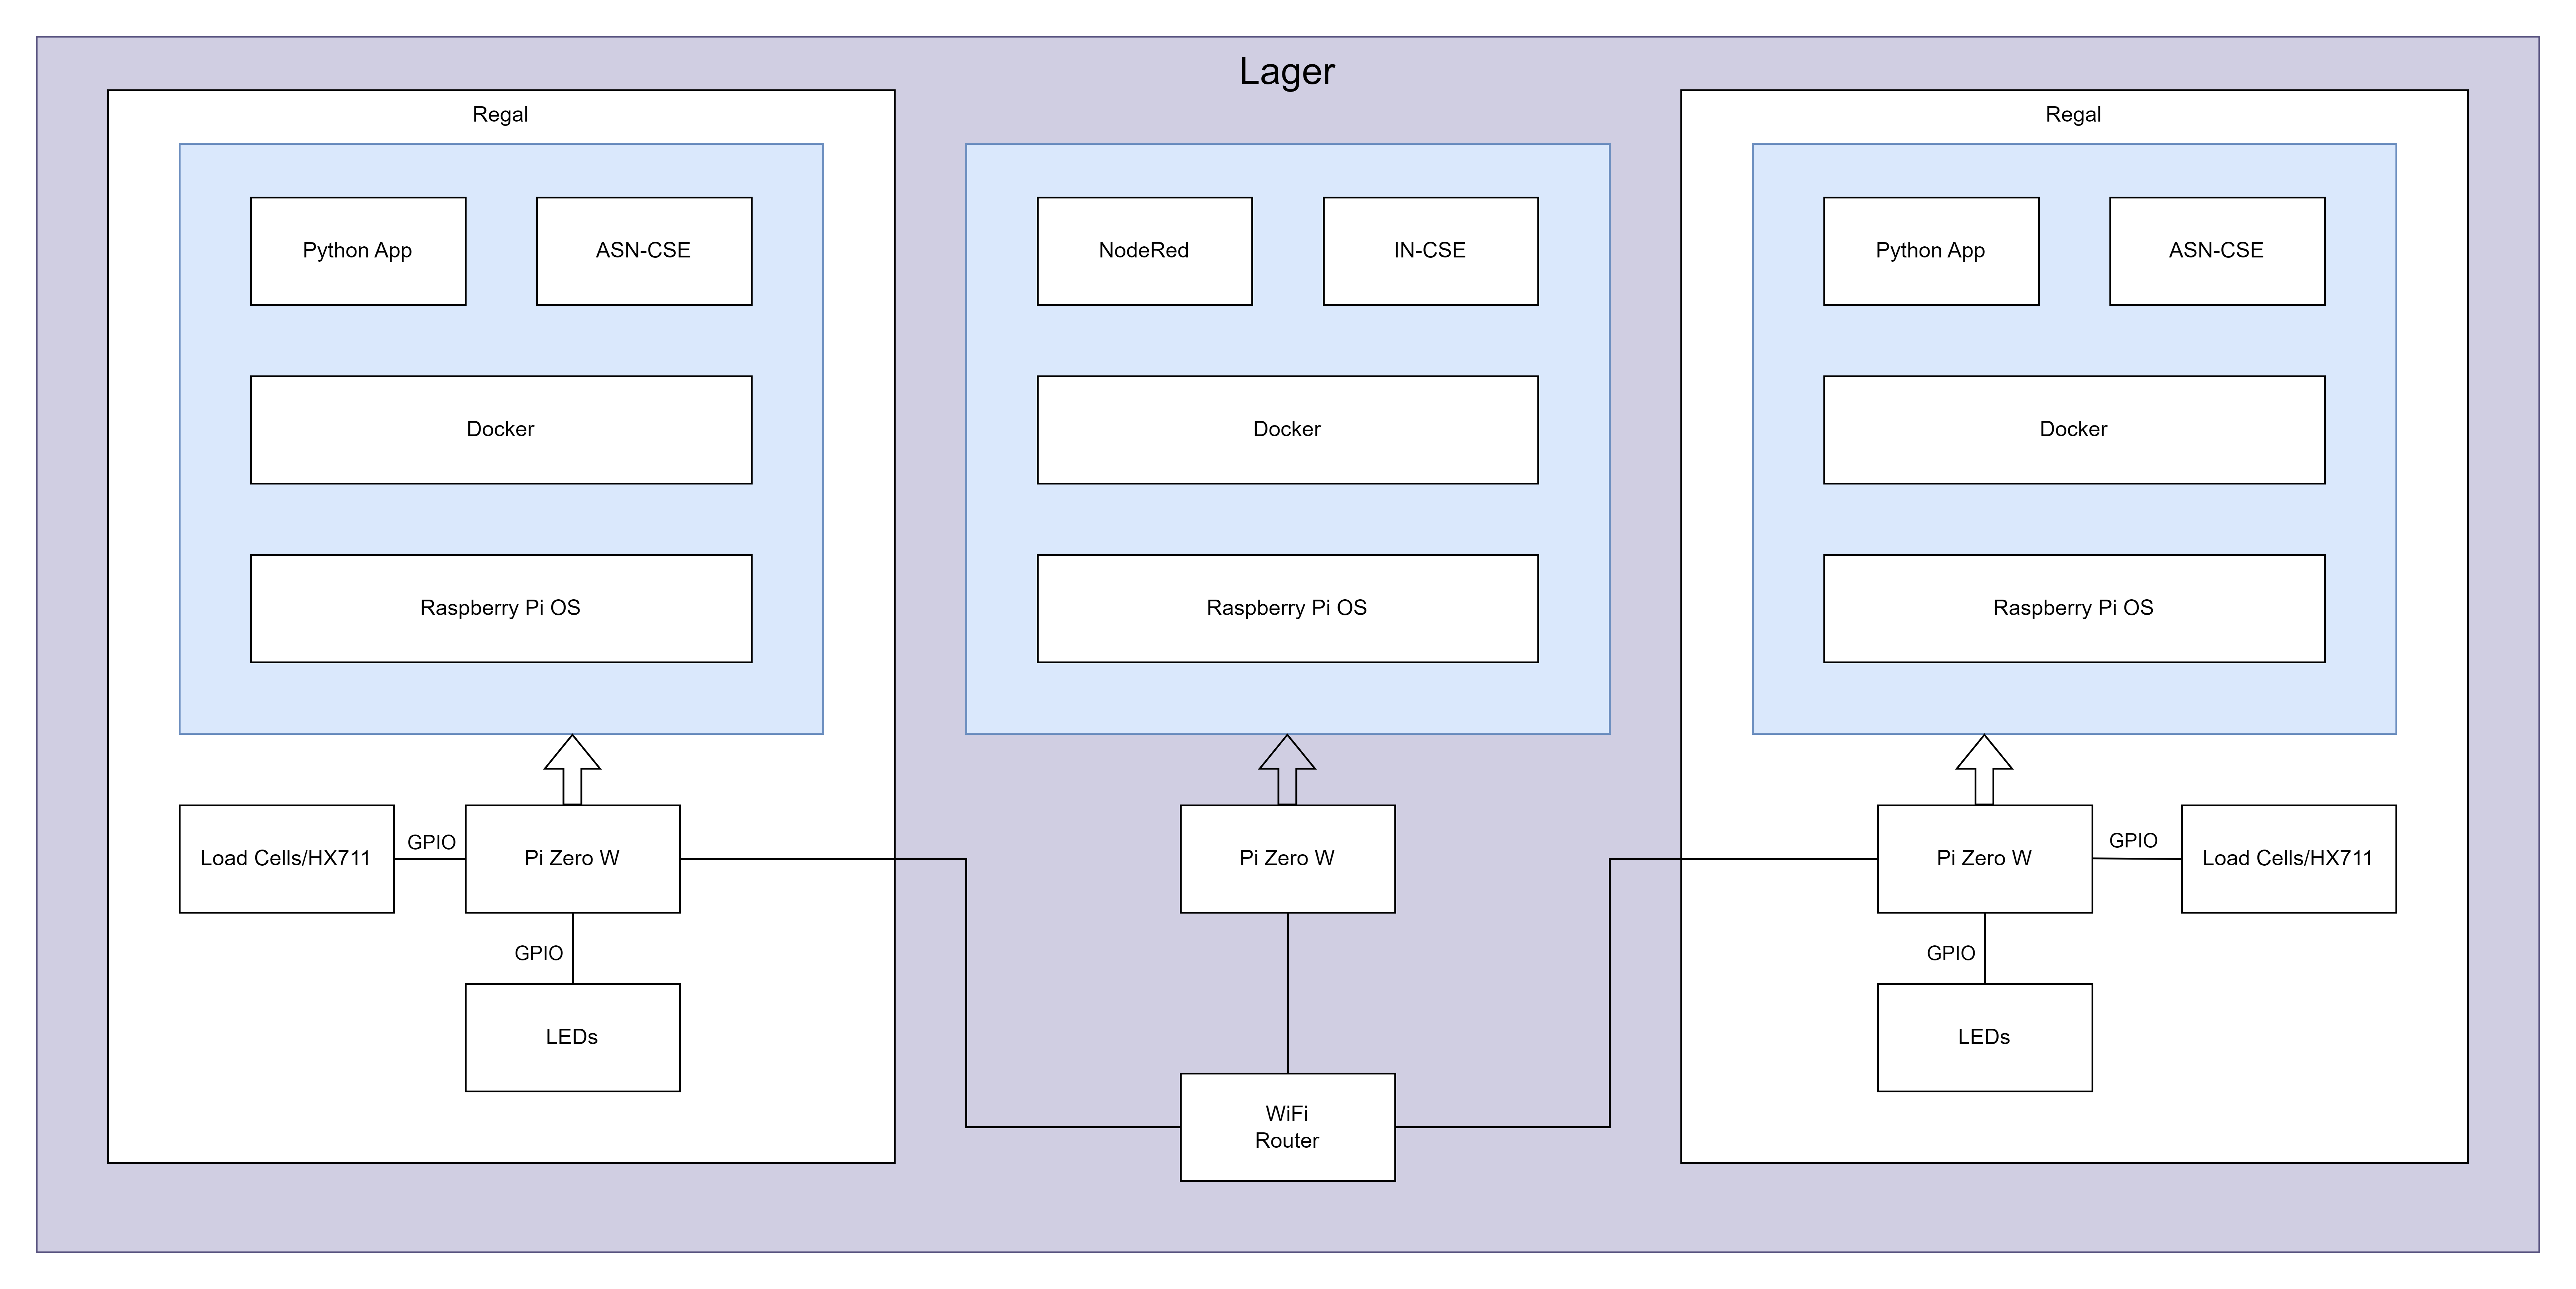 Lager
Regal
Python App
ASN-CSE
Docker
Raspberry Pi OS
Load Cells/HX711
GPIO
Pi Zero W
GPIO
LEDs
NodeRed
IN-CSE
Docker
Raspberry Pi OS
Pi Zero W
WiFi
Router
Regal
Python App
ASN-CSE
Docker
Raspberry Pi OS
Pi Zero W
GPIO
Load Cells/HX711
GPIO
LEDs